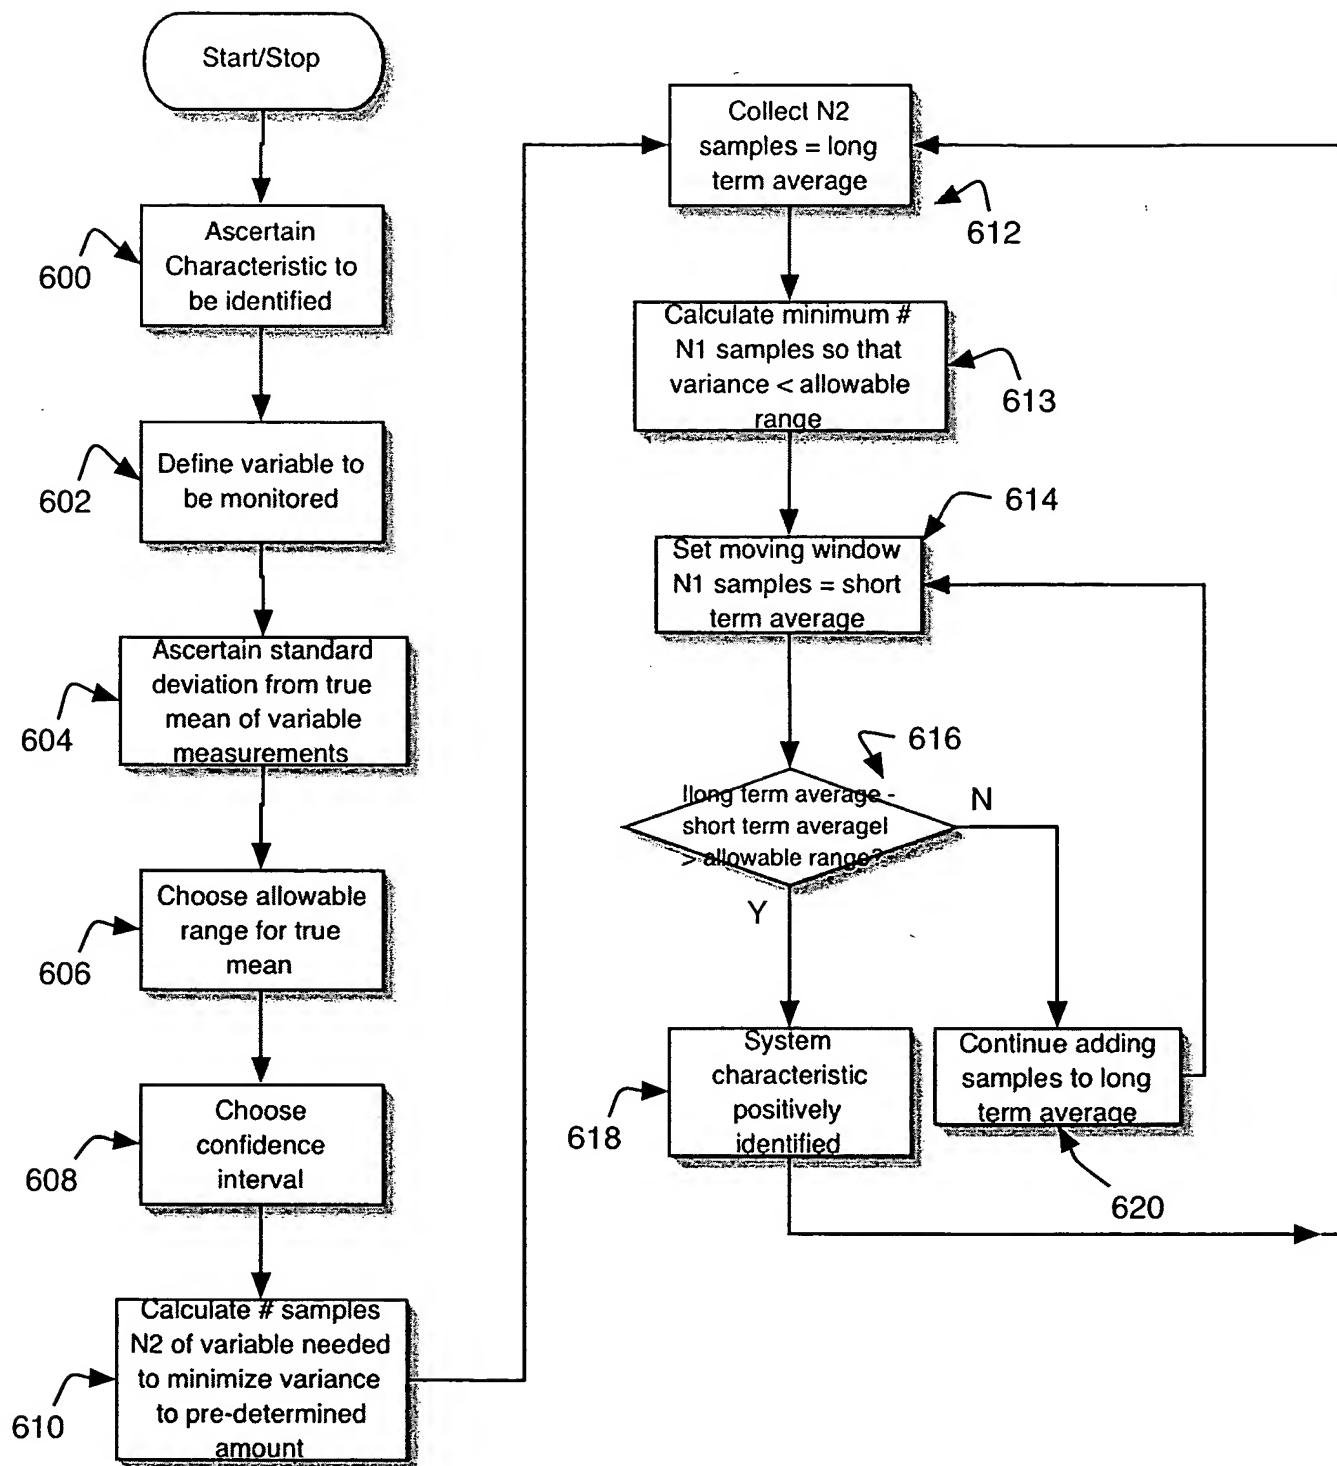 Start/Stop
600
Ascertain
Characteristic to
be identified
602
Define variable to
be monitored
604
Ascertain standard
deviation from true
mean of variable
measurements
606
Choose allowable
range for true
mean
608
Choose
confidence
interval
610
Calculate # samples
N2 of variable needed
to minimize variance
to pre-determined
amount
Collect N2
samples = long
term average
612
Calculate minimum #
N1 samples so that
variance < allowable
range
613
614
Set moving window
N1 samples = short
term average
616
|long term average -
short term average|
> allowable range?
N
Y
618
System
characteristic
positively
identified
Continue adding
samples to long
term average
620